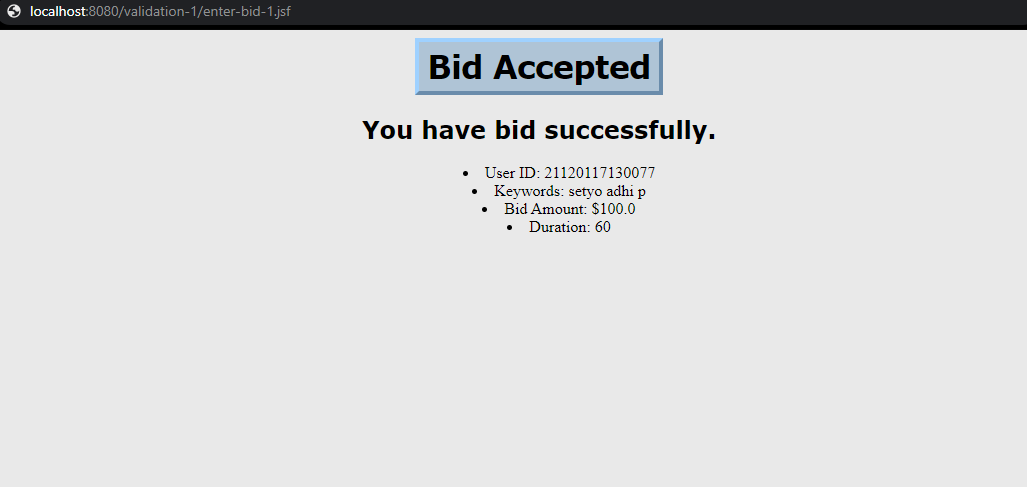 localhost:8080/validation-1/enter-bid-1.jsf
Bid Accepted
You have bid successfully.
• User ID: 21120117130077
• Keywords: setyo adhi p
• Bid Amount: $100.0
• Duration: 60